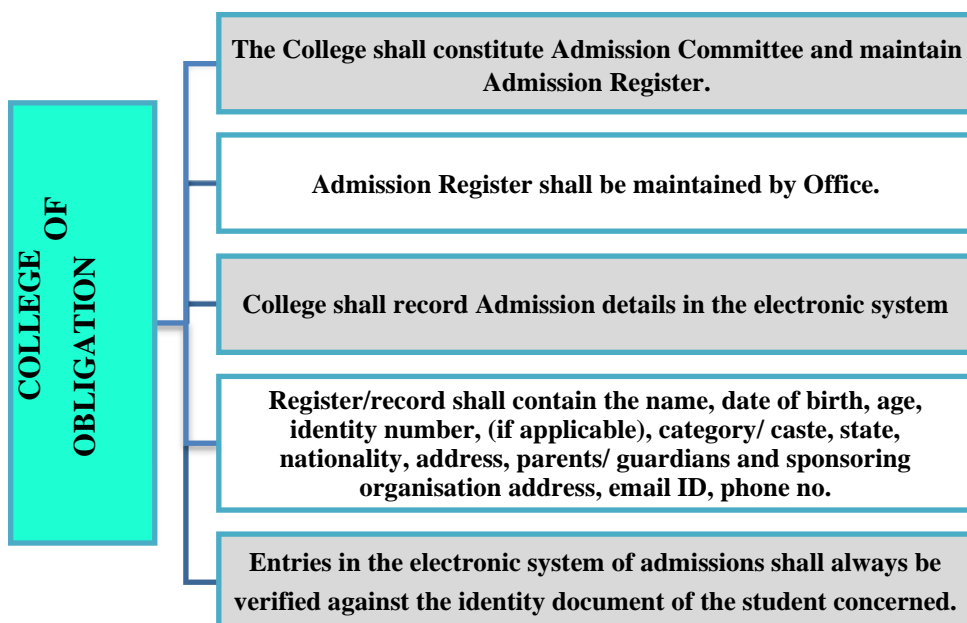 COLLEGE OF
OBLIGATION
The College shall constitute Admission Committee and maintain
Admission Register.
Admission Register shall be maintained by Office.
College shall record Admission details in the electronic system
Register/record shall contain the name, date of birth, age,
identity number, (if applicable), category/ caste, state,
nationality, address, parents/ guardians and sponsoring
organisation address, email ID, phone no.
Entries in the electronic system of admissions shall always be
verified against the identity document of the student concerned.